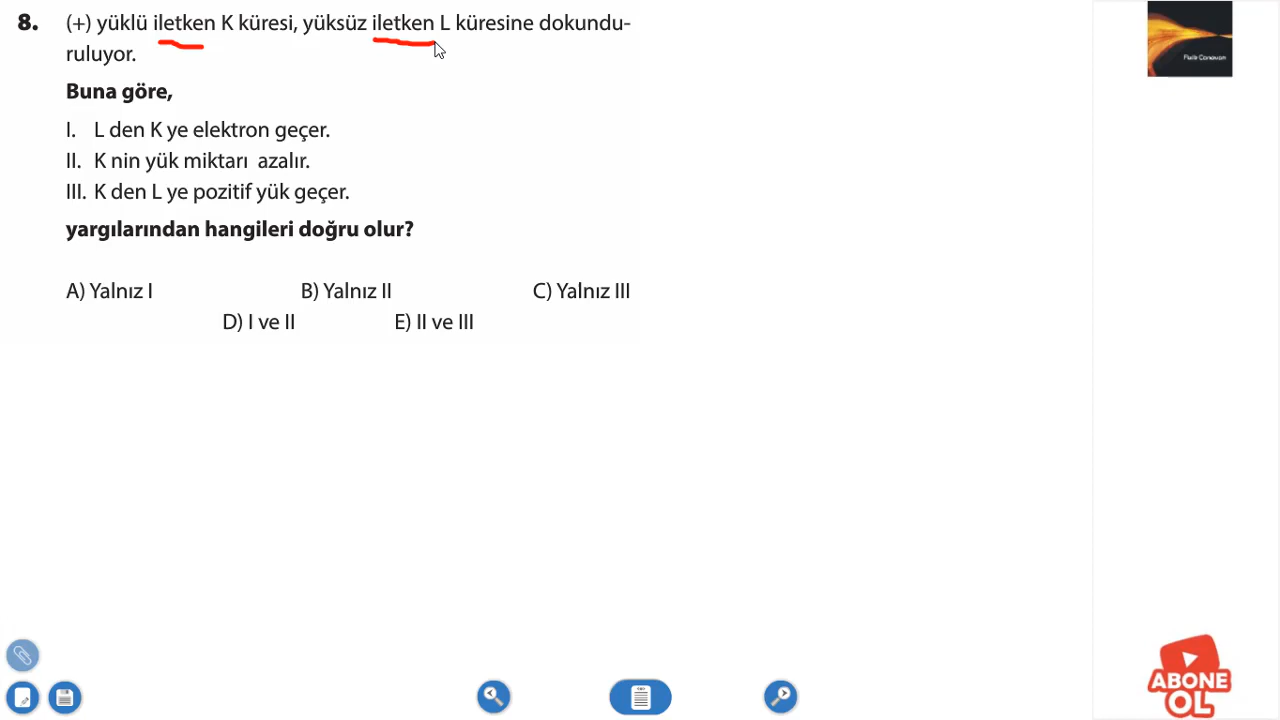 8. (+) yüklü iletken K küresi, yüksüz iletken L küresine dokundu-
ruluyor.
Buna göre,
I. L den K ye elektron geçer.
II. K nin yük miktarı azalır.
III. K den L ye pozitif yük geçer.
yargılarından hangileri doğru olur?
A) Yalnız I B) Yalnız II C) Yalnız III
D) I ve II E) II ve III
ABONE
OL